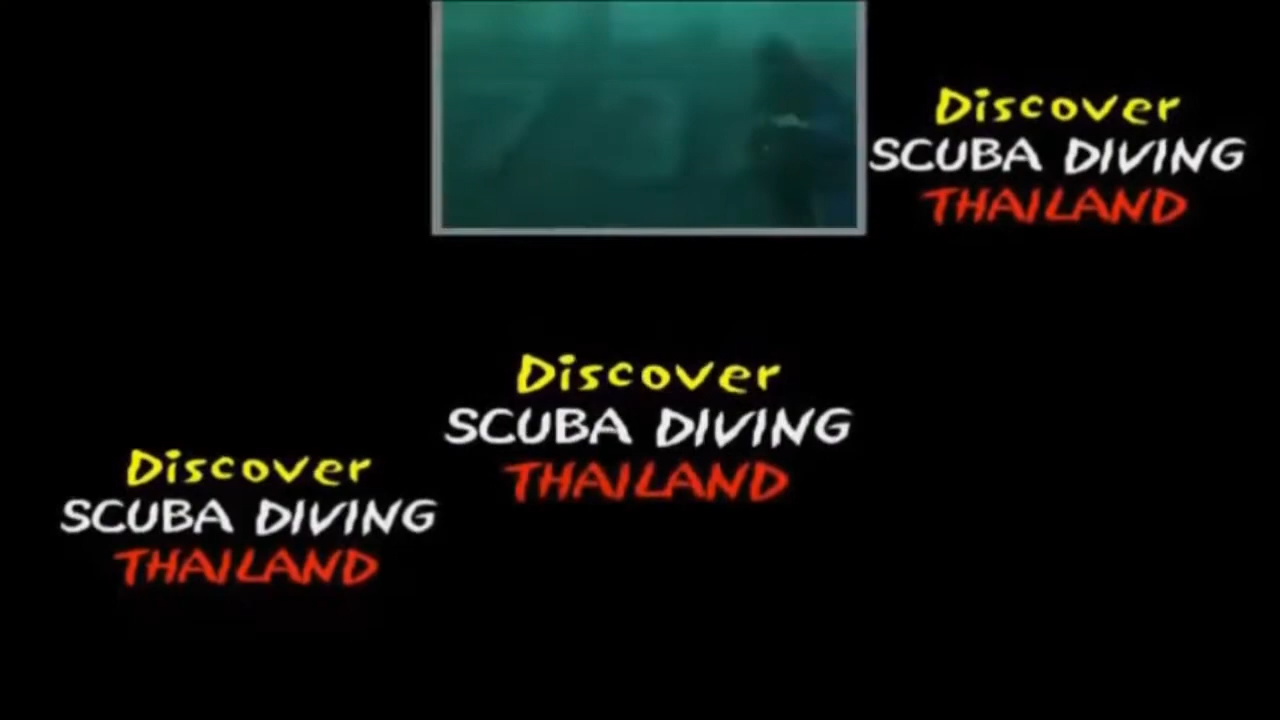 Discover
SCUBA DIVING
THAILAND
Discover
SCUBA DIVING
THAILAND
Discover
SCUBA DIVING
THAILAND